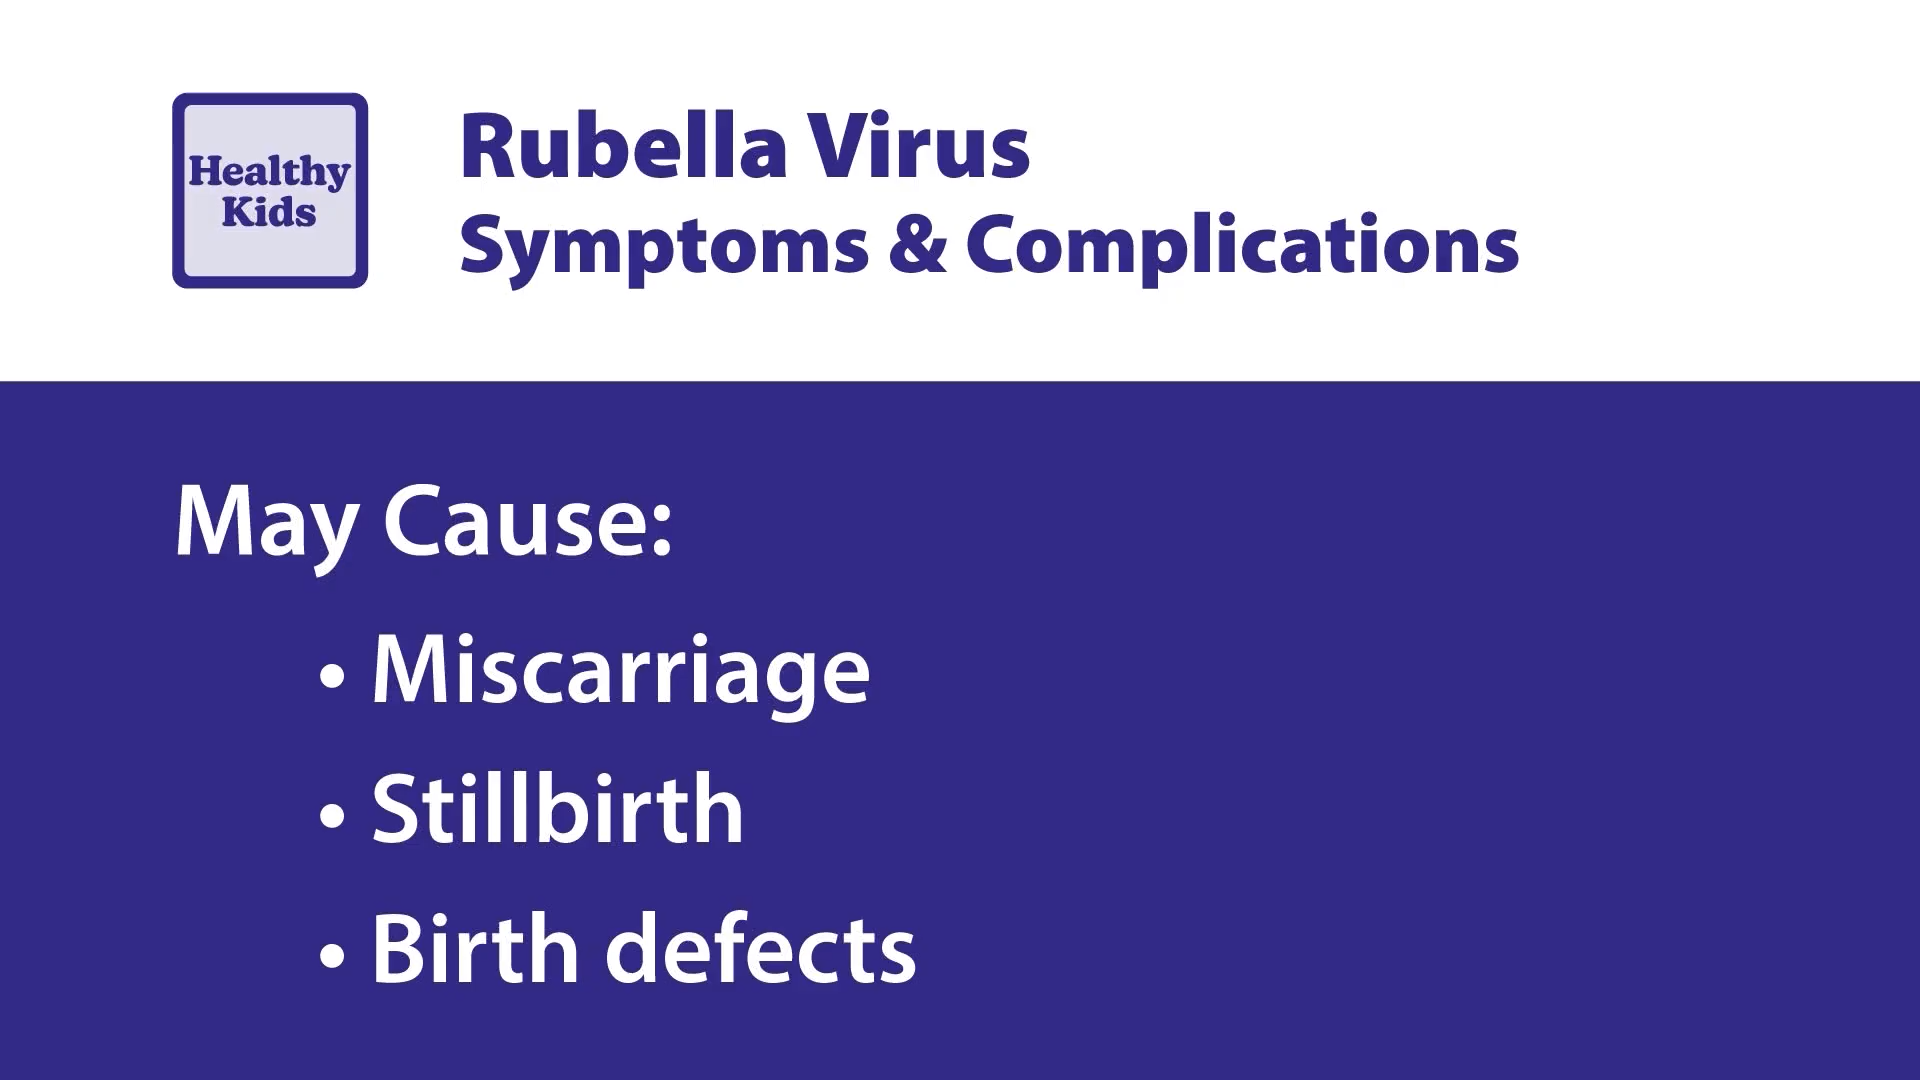 Healthy
Kids
Rubella Virus
Symptoms & Complications
May Cause:
• Miscarriage
• Stillbirth
• Birth defects